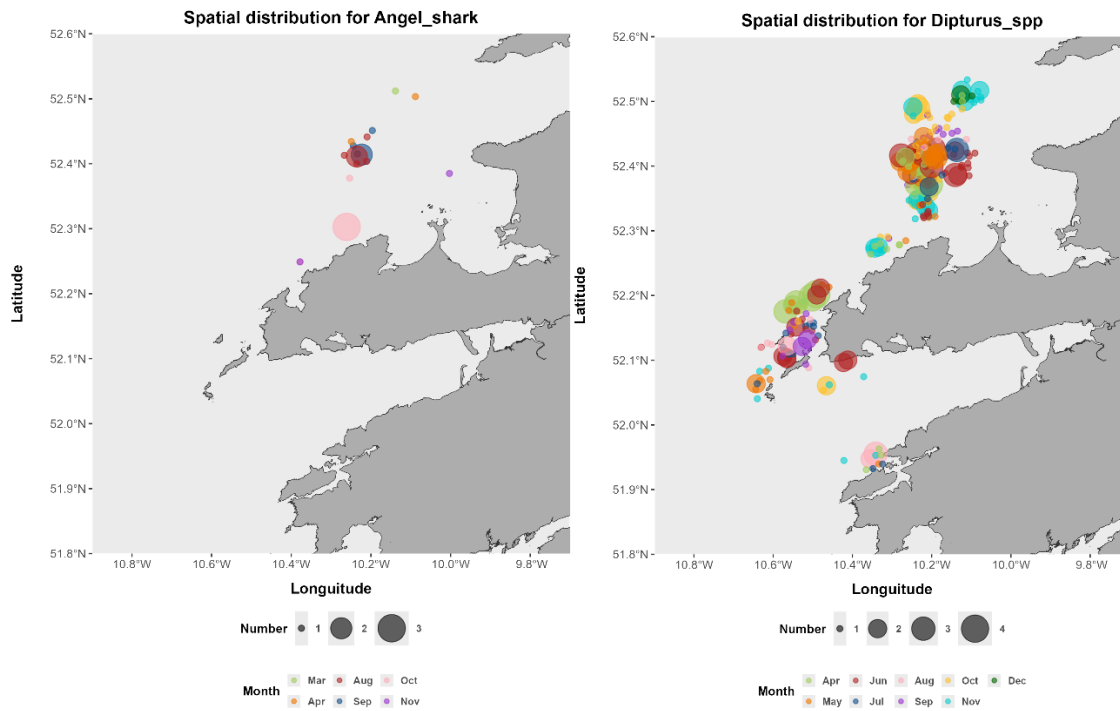 Spatial distribution for Angel_shark
52.6°N
52.5°N
52.4°N
52.3°N
52.2°N
52.1°N
52.0°N
51.9°N
51.8°N
Latitude
10.8°W 10.6°W 10.4°W 10.2°W 10.0°W 9.8°W
Longuitude
Number 1 2 3
Mar Aug Oct
Month
Apr Sep Nov
Spatial distribution for Dipturus_spp
52.6°N
52.5°N
52.4°N
52.3°N
52.2°N
52.1°N
52.0°N
51.9°N
51.8°N
Latitude
10.8°W 10.6°W 10.4°W 10.2°W 10.0°W 9.8°W
Longuitude
Number 1 2 3 4
Apr Jun Aug Oct Dec
Month
May Jul Sep Nov